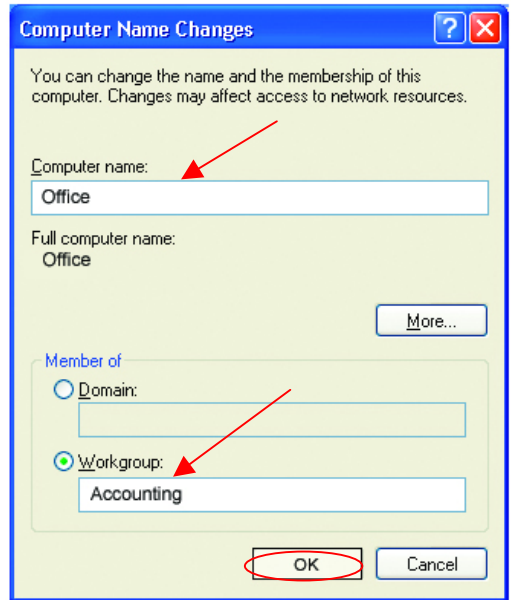 Computer Name Changes
You can change the name and the membership of this
computer. Changes may affect access to network resources.
Computer name:
Office
Full computer name:
Office
More...
Member of
Domain:
Workgroup:
Accounting
OK Cancel